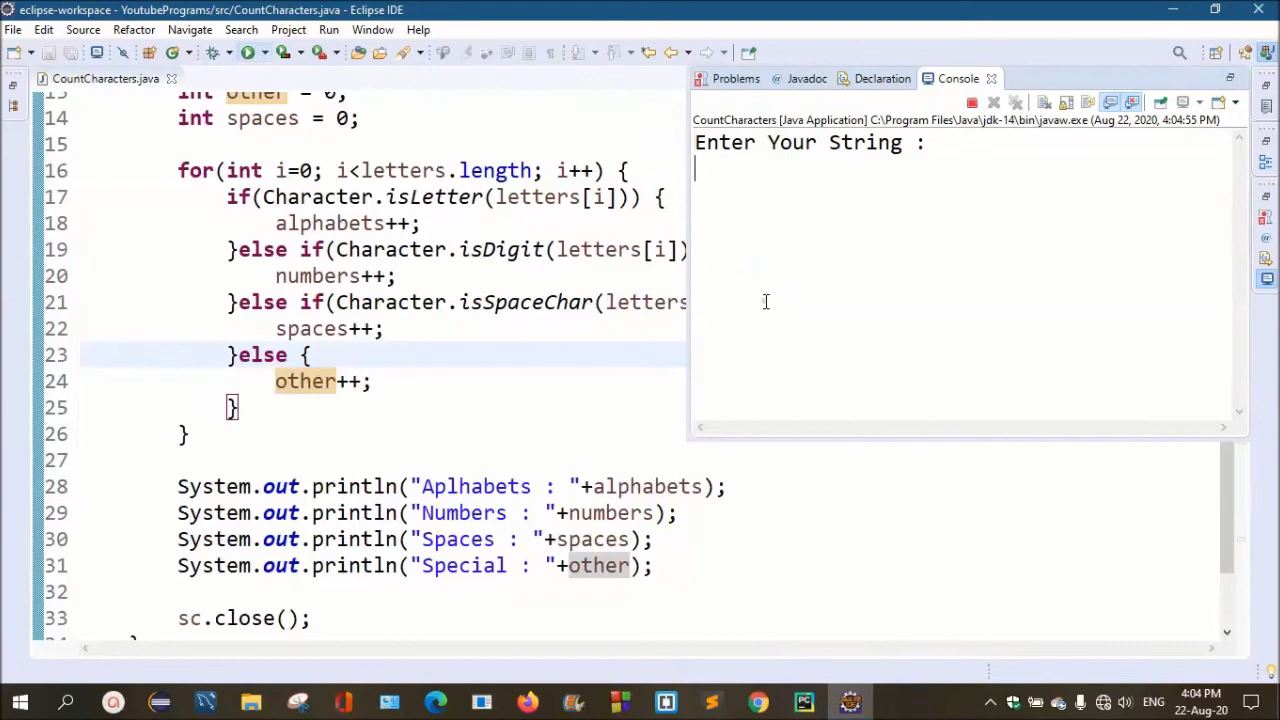 eclipse-workspace - YoutubePrograms/src/CountCharacters.java - Eclipse IDE
File Edit Source Refactor Navigate Search Project Run Window Help
CountCharacters.java
Problems Javadoc Declaration Console
CountCharacters [Java Application] C:\Program Files\Java\jdk-14\bin\javaw.exe (Aug 22, 2020, 4:04:55 PM)
Enter Your String :
13 int other = 0;
14 int spaces = 0;
15
16 for(int i=0; i<letters.length; i++) {
17 if(Character.isLetter(letters[i])) {
18 alphabets++;
19 }else if(Character.isDigit(letters[i])
20 numbers++;
21 }else if(Character.isSpaceChar(letters
22 spaces++;
23 }else {
24 other++;
25 }
26 }
27
28 System.out.println("Aplhabets : "+alphabets);
29 System.out.println("Numbers : "+numbers);
30 System.out.println("Spaces : "+spaces);
31 System.out.println("Special : "+other);
32
33 sc.close();
34 }
ENG
4:04 PM
22-Aug-20